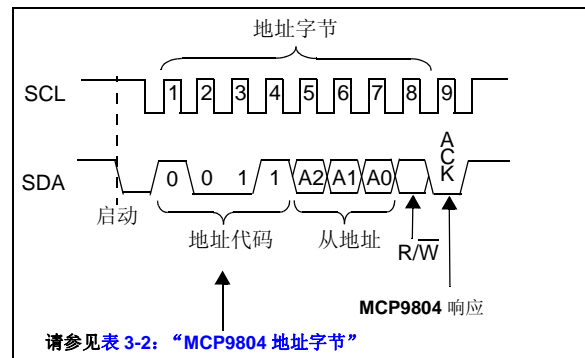 地址字节
SCL
1 2 3 4 5 6 7 8 9
SDA
0 0 1 1 A2 A1 A0
ACK
启动
地址代码
从地址
R/W
MCP9804 响应
请参见表 3-2：“MCP9804 地址字节”